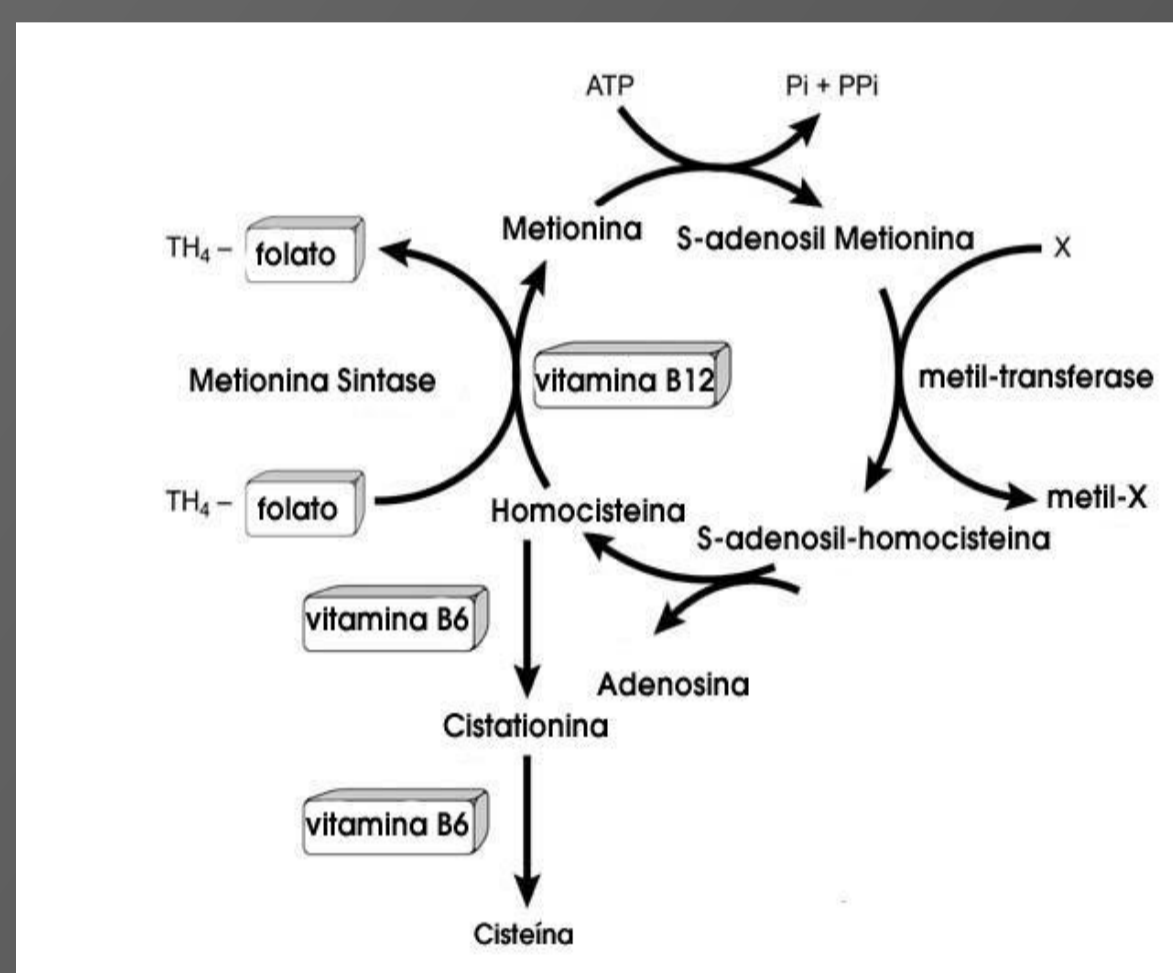 ATP
Pi + PPi
Metionina
S-adenosil Metionina
X
TH₄ – folato
Metionina Sintase
vitamina B12
metil-transferase
TH₄ – folato
Homocisteina
metil-X
S-adenosil-homocisteina
vitamina B6
Adenosina
Cistationina
vitamina B6
Cisteína